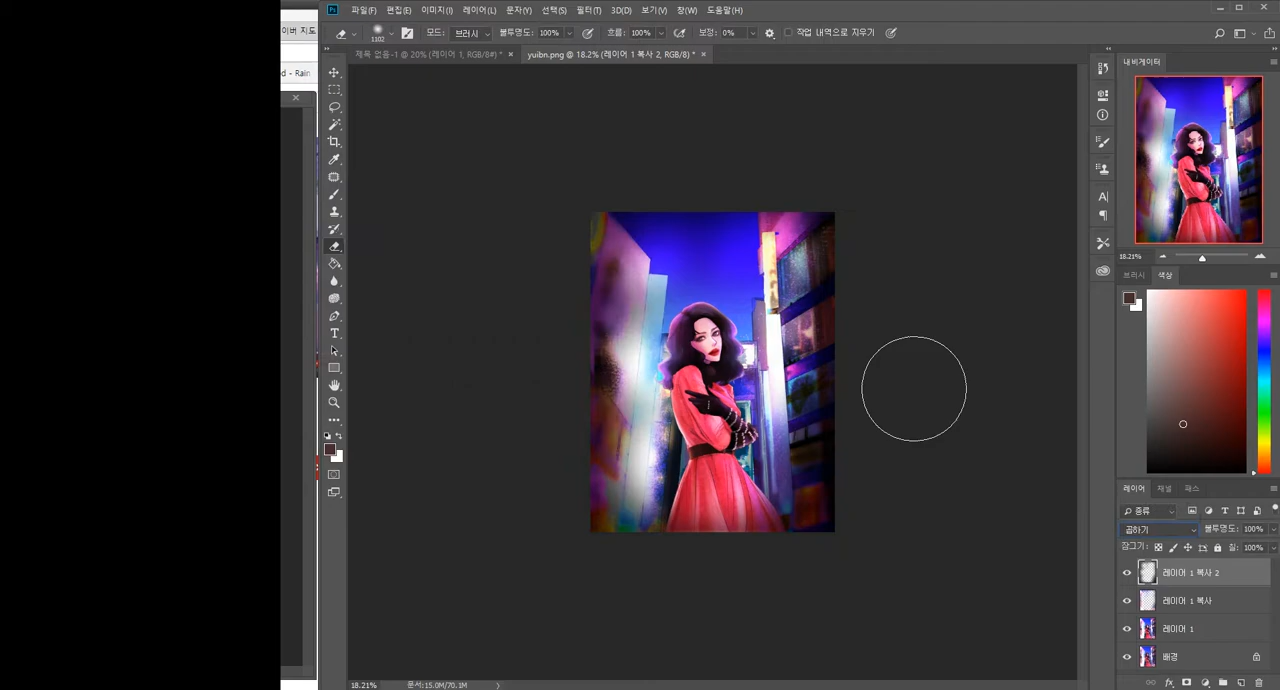 이버 지도
d - Rain
Ps 파일(F) 편집(E) 이미지(I) 레이어(L) 문자(Y) 선택(S) 필터(T) 3D(D) 보기(V) 창(W) 도움말(H)
1102 모드: 브러시 불투명도: 100% 흐름: 100% 보정: 0% 작업 내역으로 지우기
제목 없음-1 @ 20% (레이어 1, RGB/8#) * × yuibn.png @ 18.2% (레이어 1 복사 2, RGB/8) * ×
내비게이터
18.21%
브러시 색상
레이어 채널 패스
종류
곱하기 불투명도: 100%
잠그기: 칠: 100%
레이어 1 복사 2
레이어 1 복사
레이어 1
배경
18.21% 문서:15.0M/70.1M